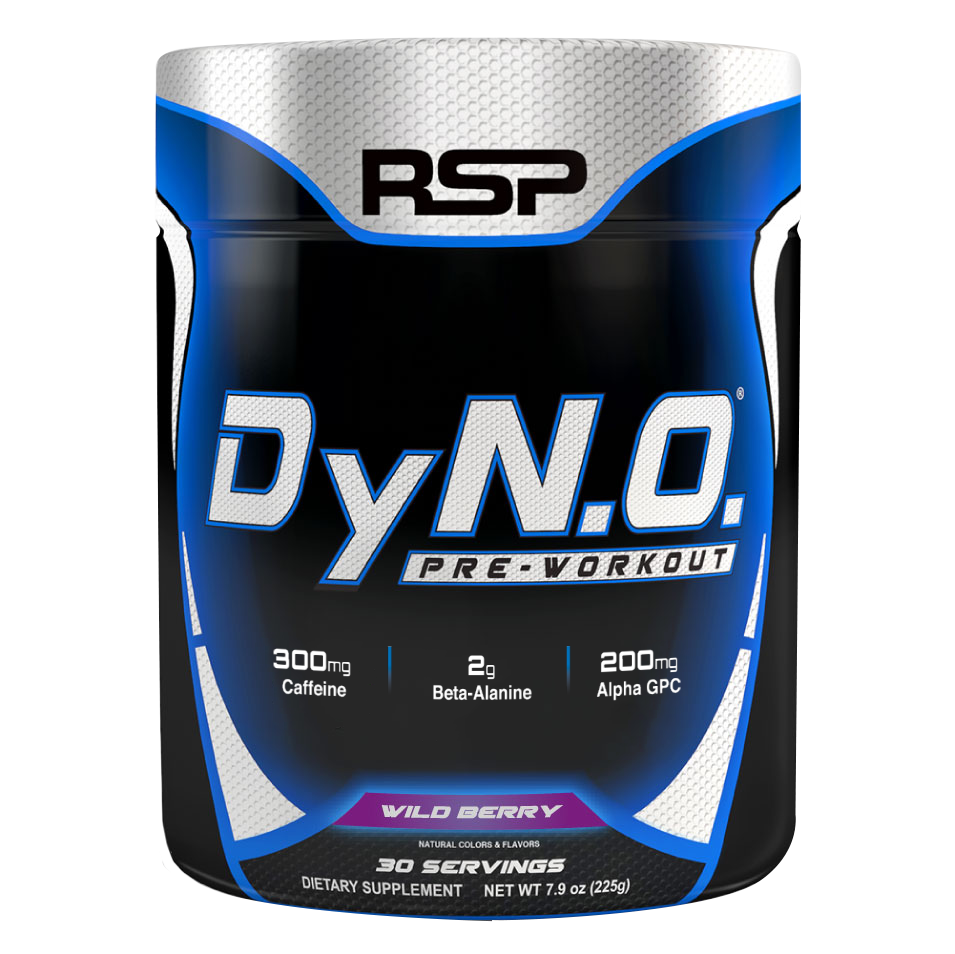 RSP
DyN.O.®
PRE-WORKOUT
300mg
Caffeine
2g
Beta-Alanine
200mg
Alpha GPC
WILD BERRY
NATURAL COLORS & FLAVORS
30 SERVINGS
DIETARY SUPPLEMENT NET WT 7.9 oz (225g)